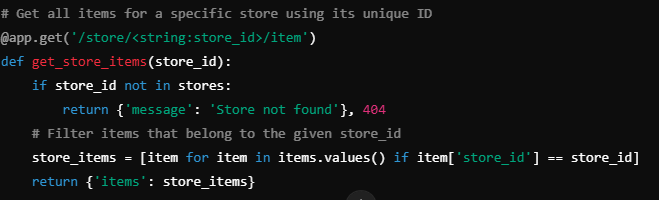 # Get all items for a specific store using its unique ID
@app.get('/store/<string:store_id>/item')
def get_store_items(store_id):
    if store_id not in stores:
        return {'message': 'Store not found'}, 404
    # Filter items that belong to the given store_id
    store_items = [item for item in items.values() if item['store_id'] == store_id]
    return {'items': store_items}